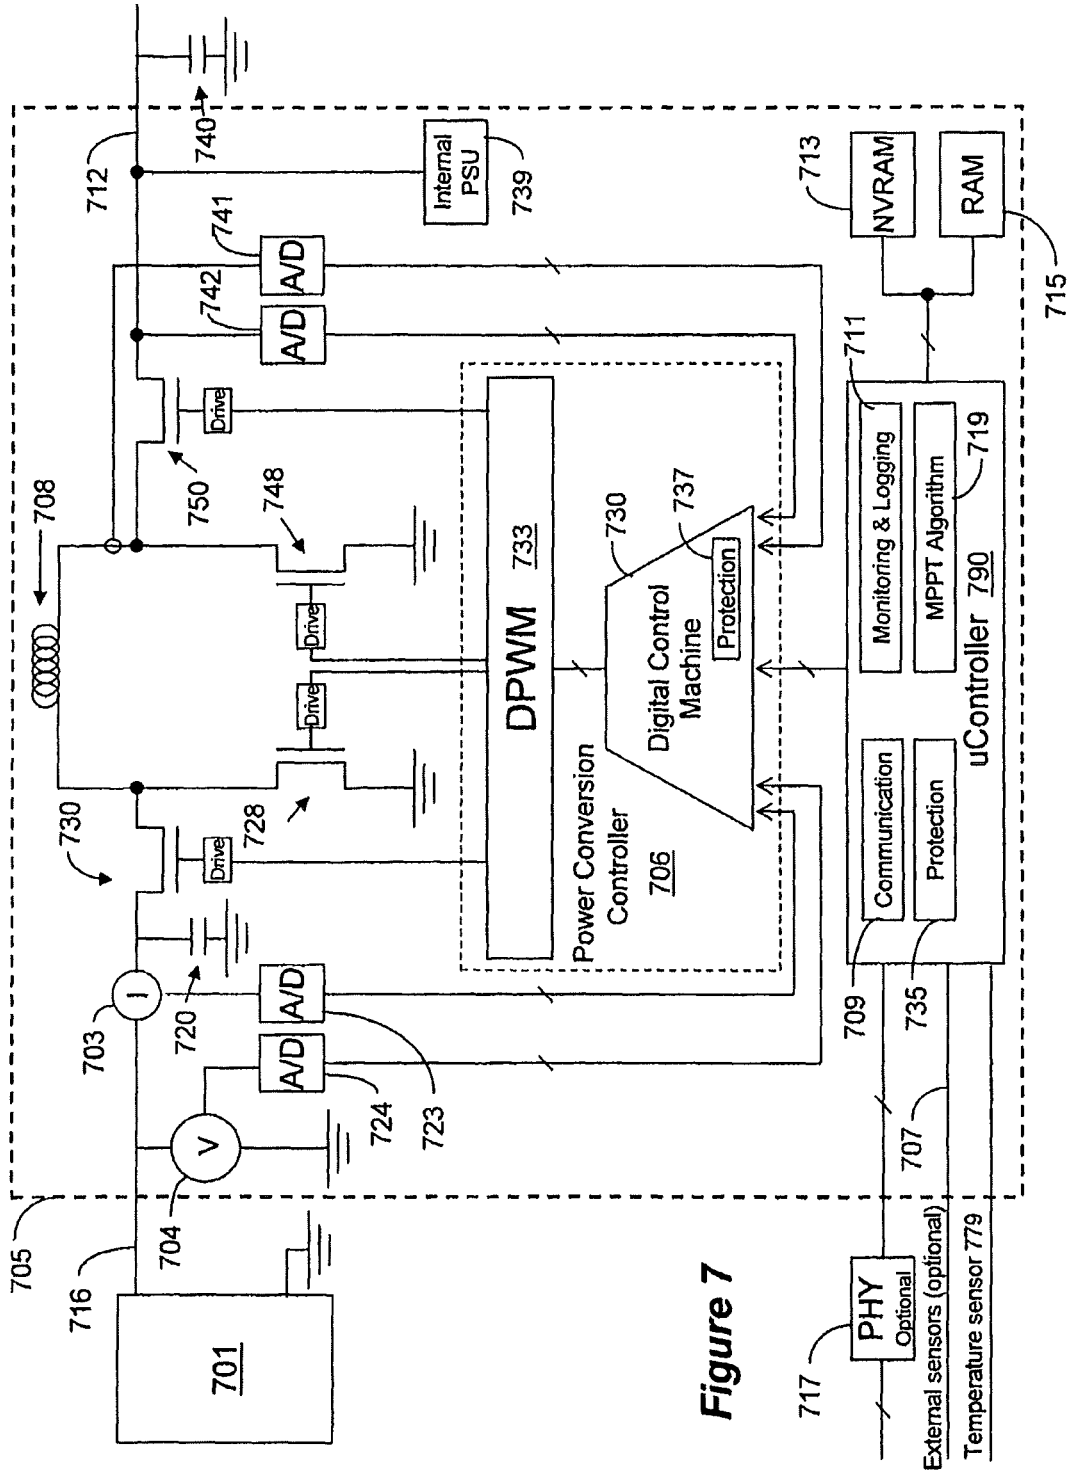 705
716
701
704
V
703
I
720
724
A/D
723
A/D
730
Drive
728
Drive
708
748
Drive
750
Drive
742
A/D
741
A/D
712
740
Internal
PSU
739
DPWM 733
Power Conversion
Controller
706
730
Digital Control
Machine
737
Protection
709
Communication
735
Protection
711
Monitoring & Logging
MPPT Algorithm
719
uController 790
713
NVRAM
RAM
715
707
717
PHY
Optional
External sensors (optional)
Temperature sensor 779
Figure 7